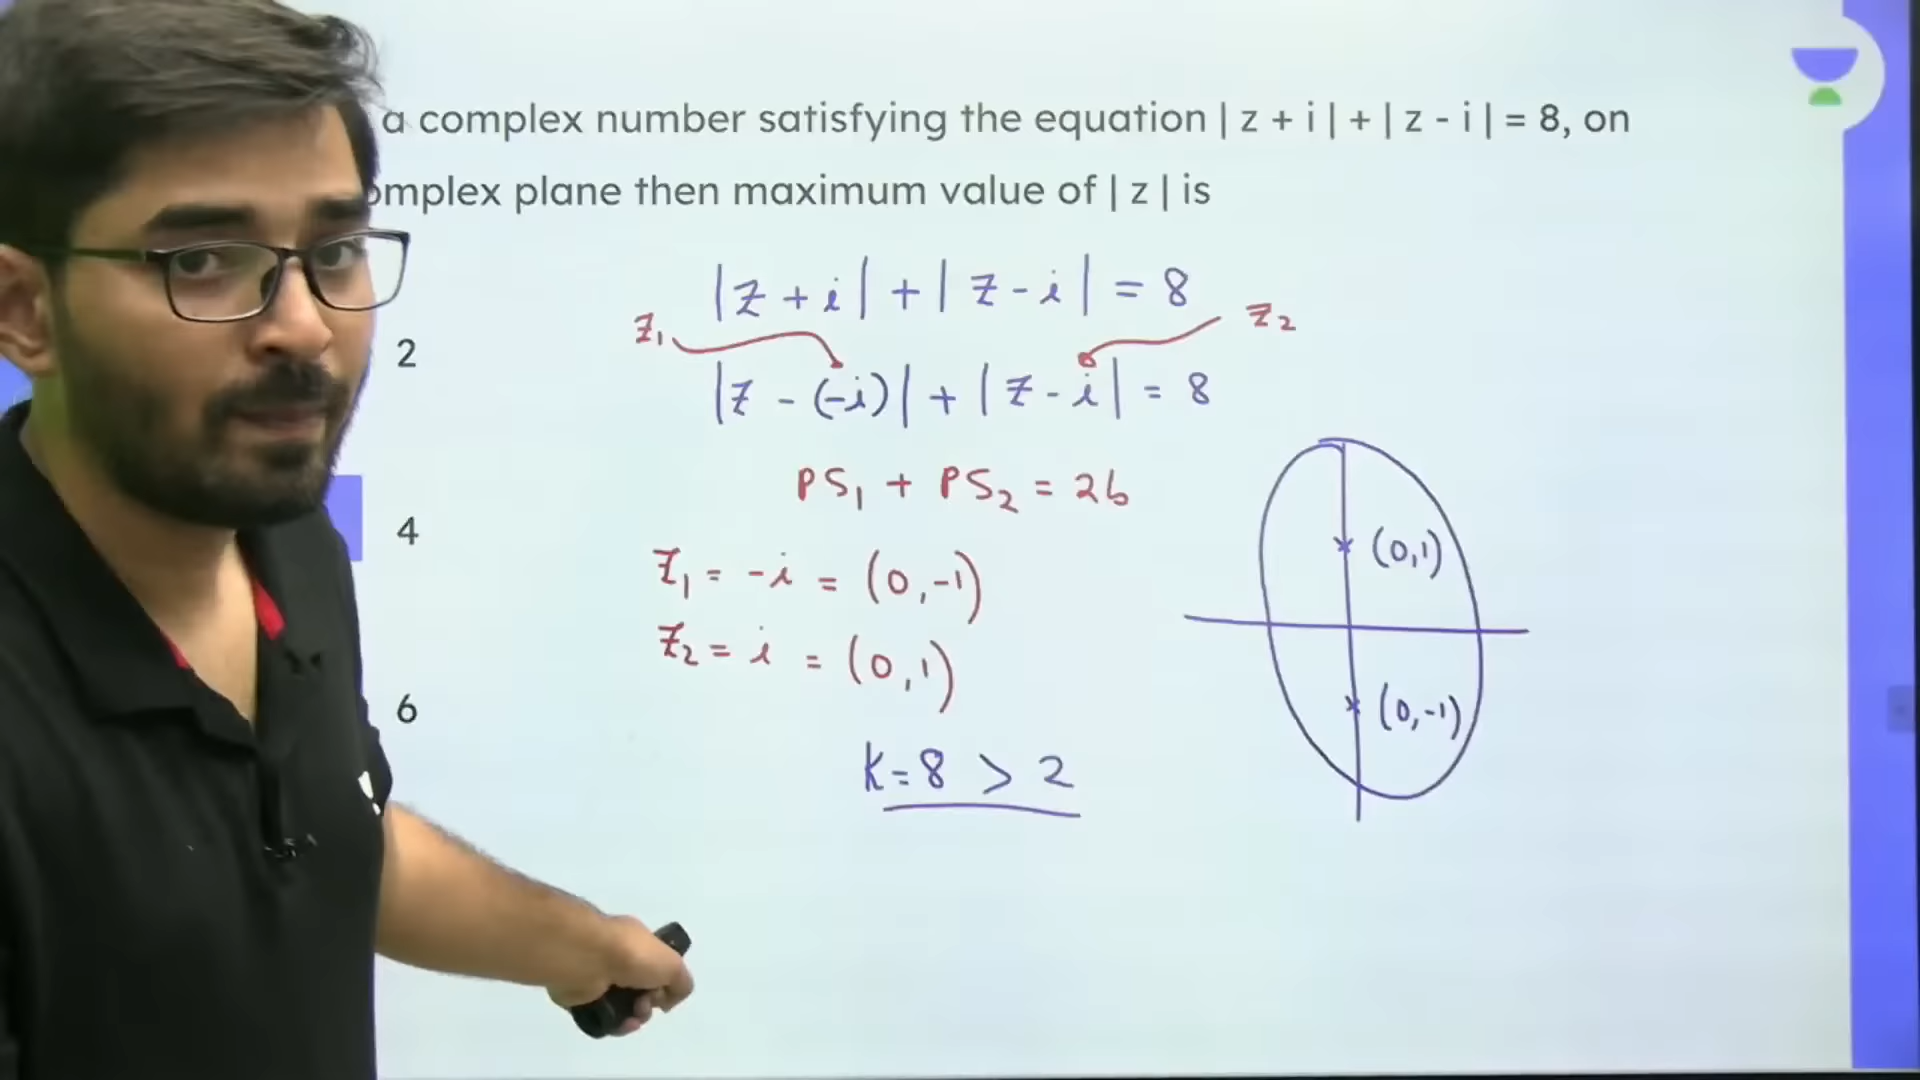 a complex number satisfying the equation | z + i | + | z - i | = 8, on
omplex plane then maximum value of | z | is
|z + i| + | z - i | = 8
z₁
z₂
2
|z - (-i)| + | z - i | = 8
PS₁ + PS₂ = 2b
4
(0,1)
z₁ = -i = (0,-1)
z₂ = i = (0,1)
6
(0,-1)
k = 8 > 2